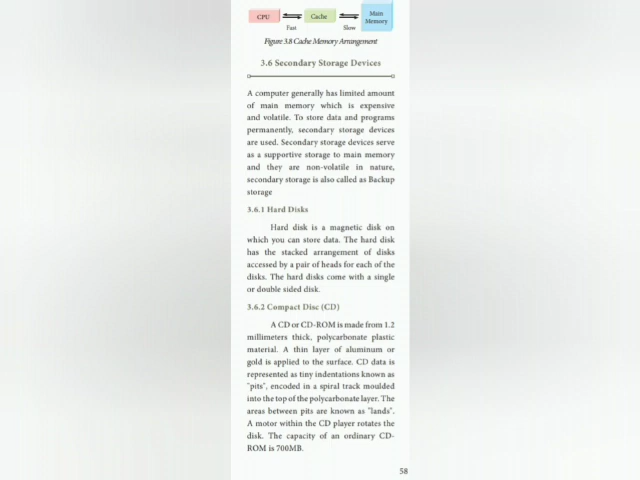 CPU Cache Main
Memory
Fast Slow
Figure 3.8 Cache Memory Arrangement
3.6 Secondary Storage Devices
A computer generally has limited amount
of main memory which is expensive
and volatile. To store data and programs
permanently, secondary storage devices
are used. Secondary storage devices serve
as a supportive storage to main memory
and they are non-volatile in nature,
secondary storage is also called as Backup
storage
3.6.1 Hard Disks
Hard disk is a magnetic disk on
which you can store data. The hard disk
has the stacked arrangement of disks
accessed by a pair of heads for each of the
disks. The hard disks come with a single
or double sided disk.
3.6.2 Compact Disc (CD)
A CD or CD-ROM is made from 1.2
millimeters thick, polycarbonate plastic
material. A thin layer of aluminum or
gold is applied to the surface. CD data is
represented as tiny indentations known as
"pits", encoded in a spiral track moulded
into the top of the polycarbonate layer. The
areas between pits are known as "lands".
A motor within the CD player rotates the
disk. The capacity of an ordinary CD-
ROM is 700MB.
58